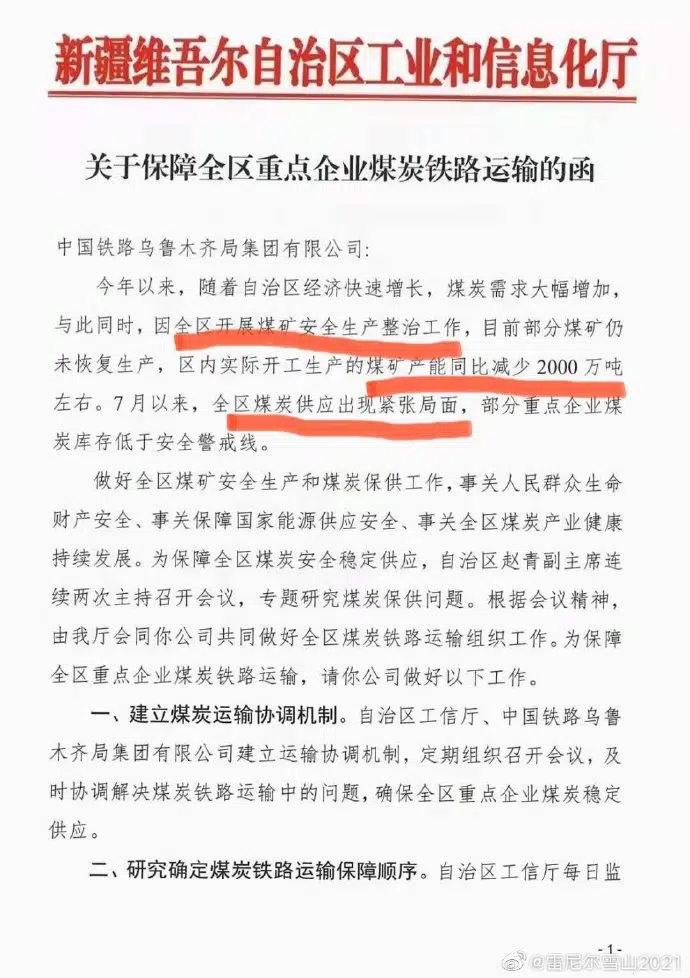 新疆维吾尔自治区工业和信息化厅
关于保障全区重点企业煤炭铁路运输的函
中国铁路乌鲁木齐局集团有限公司:
今年以来，随着自治区经济快速增长，煤炭需求大幅增加，
与此同时，因全区开展煤矿安全生产整治工作，目前部分煤矿仍
未恢复生产，区内实际开工生产的煤矿产能同比减少 2000 万吨
左右。7 月以来，全区煤炭供应出现紧张局面，部分重点企业煤
炭库存低于安全警戒线。
做好全区煤矿安全生产和煤炭保供工作，事关人民群众生命
财产安全、事关保障国家能源供应安全、事关全区煤炭产业健康
持续发展。为保障全区煤炭安全稳定供应，自治区赵青副主席连
续两次主持召开会议，专题研究煤炭保供问题。根据会议精神，
由我厅会同你公司共同做好全区煤炭铁路运输组织工作。为保障
全区重点企业煤炭铁路运输，请你公司做好以下工作。
一、建立煤炭运输协调机制。自治区工信厅、中国铁路乌鲁
木齐局集团有限公司建立运输协调机制，定期组织召开会议，及
时协调解决煤炭铁路运输中的问题，确保全区重点企业煤炭稳定
供应。
二、研究确定煤炭铁路运输保障顺序。自治区工信厅每日监
- 1 -
@雷尼尔雪山2021